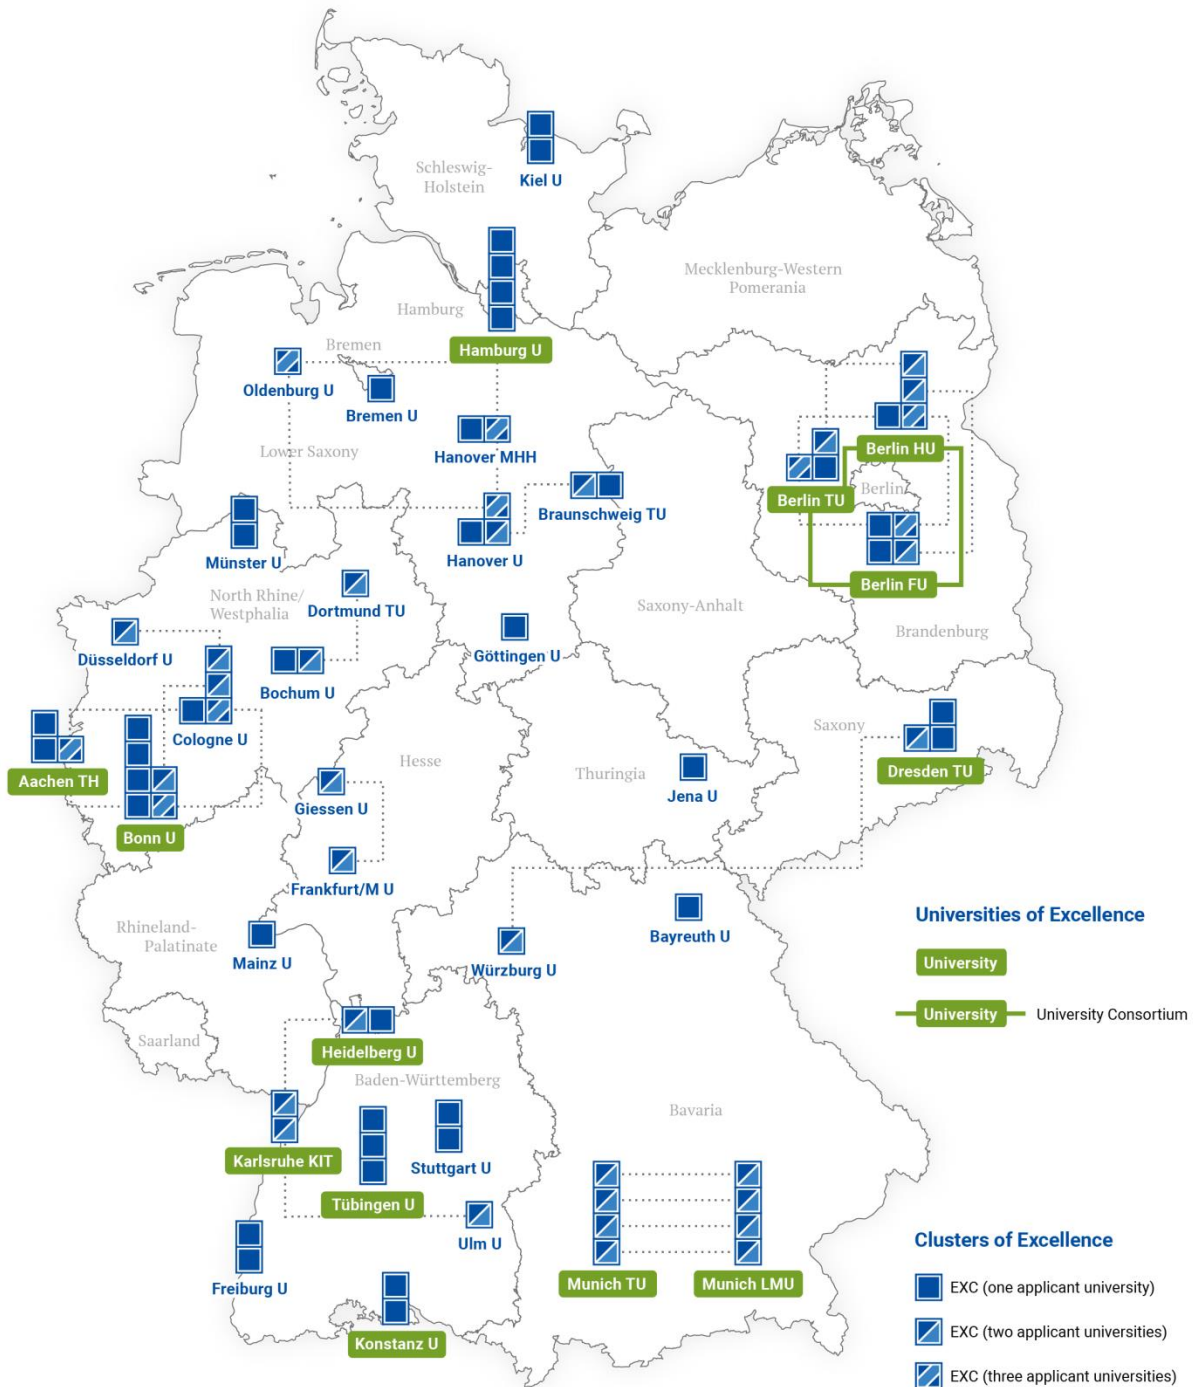 Kiel U
Schleswig-
Holstein
Mecklenburg-Western
Pomerania
Hamburg
Hamburg U
Bremen
Oldenburg U
Bremen U
Lower Saxony
Hanover MHH
Berlin HU
Berlin TU
Berlin
Braunschweig TU
Hanover U
Münster U
Berlin FU
North Rhine/
Westphalia
Dortmund TU
Saxony-Anhalt
Brandenburg
Düsseldorf U
Göttingen U
Bochum U
Cologne U
Saxony
Hesse
Thuringia
Aachen TH
Dresden TU
Giessen U
Jena U
Bonn U
Frankfurt/M U
Rhineland-
Palatinate
Mainz U
Würzburg U
Bayreuth U
Universities of Excellence
University
University
University Consortium
Saarland
Heidelberg U
Baden-Württemberg
Bavaria
Karlsruhe KIT
Stuttgart U
Tübingen U
Ulm U
Freiburg U
Munich TU
Munich LMU
Konstanz U
Clusters of Excellence
EXC (one applicant university)
EXC (two applicant universities)
EXC (three applicant universities)